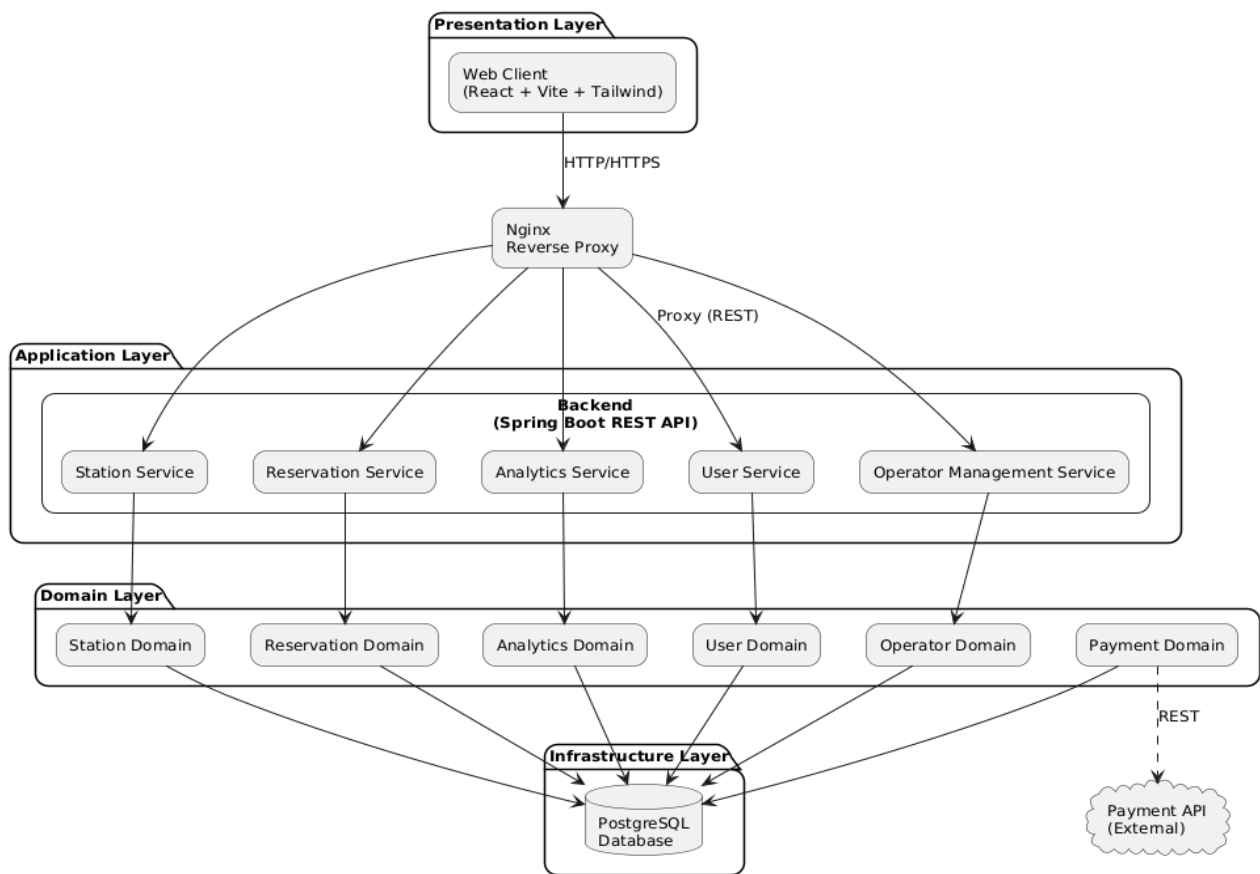 Presentation Layer
Web Client
(React + Vite + Tailwind)
HTTP/HTTPS
Nginx
Reverse Proxy
Proxy (REST)
Application Layer
Backend
(Spring Boot REST API)
Station Service
Reservation Service
Analytics Service
User Service
Operator Management Service
Domain Layer
Station Domain
Reservation Domain
Analytics Domain
User Domain
Operator Domain
Payment Domain
REST
Infrastructure Layer
PostgreSQL
Database
Payment API
(External)